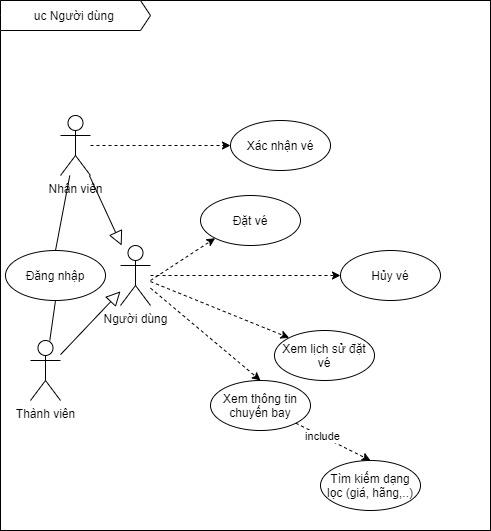 uc Người dùng
Xác nhận vé
Nhân viên
Đặt vé
Đăng nhập
Hủy vé
Người dùng
Xem lịch sử đặt
vé
Xem thông tin
chuyến bay
Thành viên
include
Tìm kiếm dạng
lọc (giá, hãng,..)